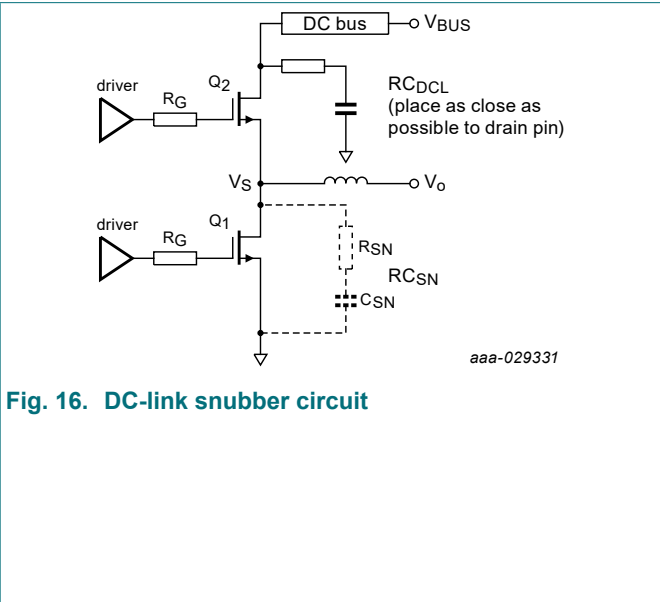 DC bus
VBUS
driver
RG
Q2
RCDCL
(place as close as
possible to drain pin)
VS
Vo
driver
RG
Q1
RSN
RCSN
CSN
aaa-029331
Fig. 16. DC-link snubber circuit